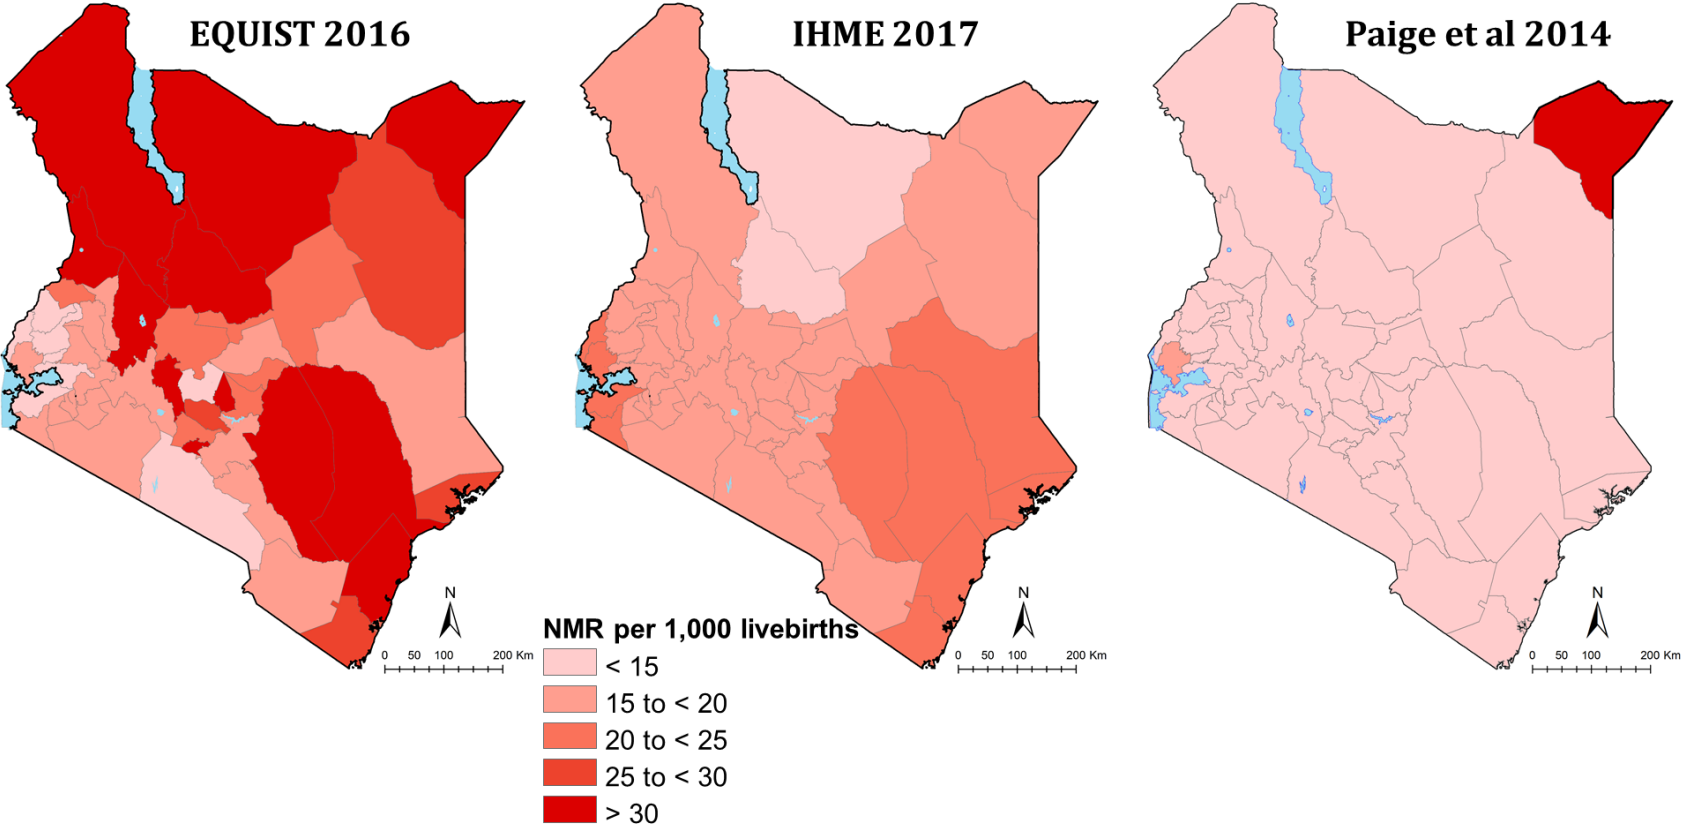 EQUIST 2016
IHME 2017
Paige et al 2014
N
0 50 100 200 Km
N
0 50 100 200 Km
N
0 50 100 200 Km
NMR per 1,000 livebirths
< 15
15 to < 20
20 to < 25
25 to < 30
> 30